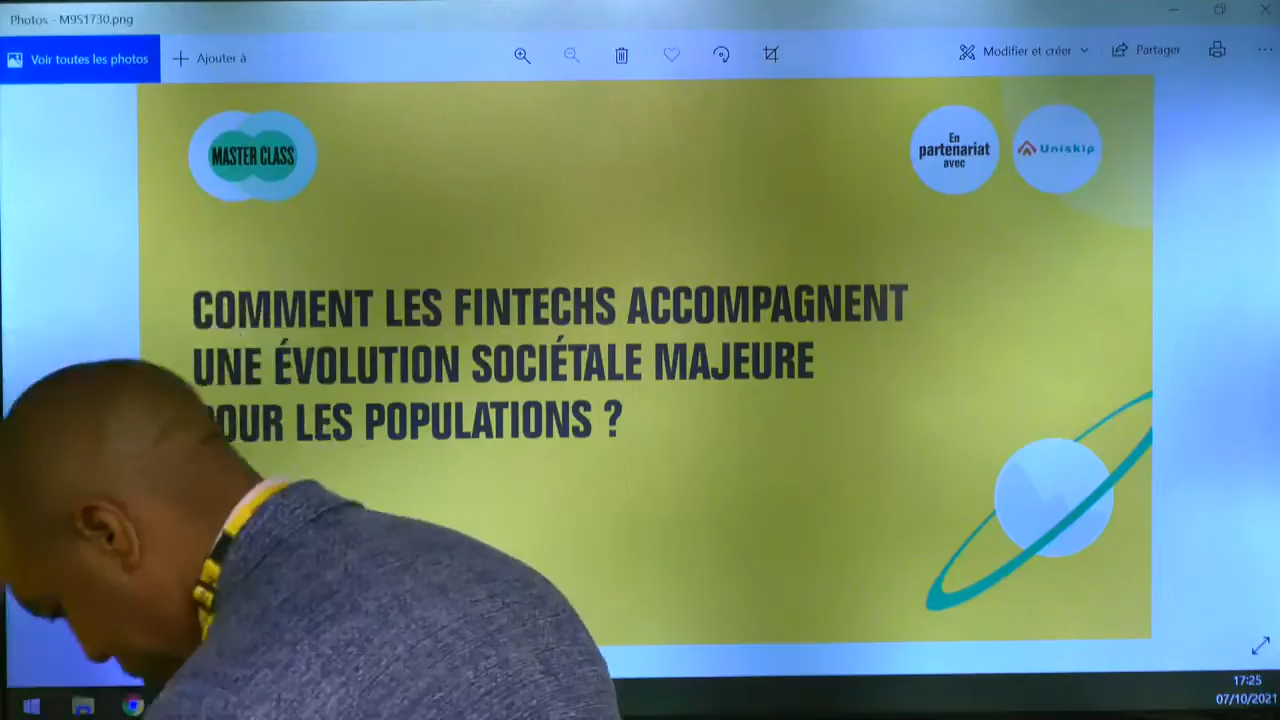 Photos - M9S1730.png
Voir toutes les photos
Ajouter à
Modifier et créer
Partager
MASTER CLASS
En
partenariat
avec
Uniskip
COMMENT LES FINTECHS ACCOMPAGNENT
UNE ÉVOLUTION SOCIÉTALE MAJEURE
POUR LES POPULATIONS ?
17:25
07/10/2021